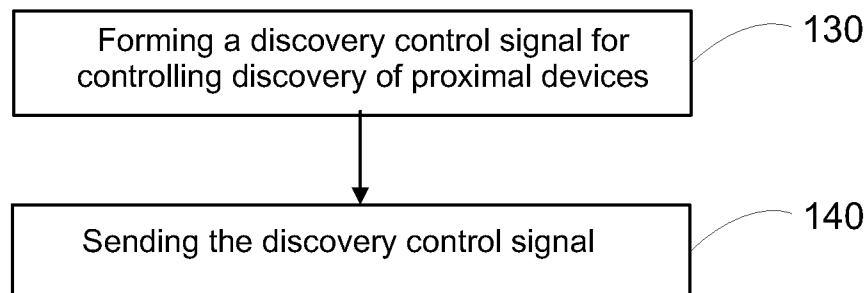 Forming a discovery control signal for
controlling discovery of proximal devices
130
Sending the discovery control signal
140